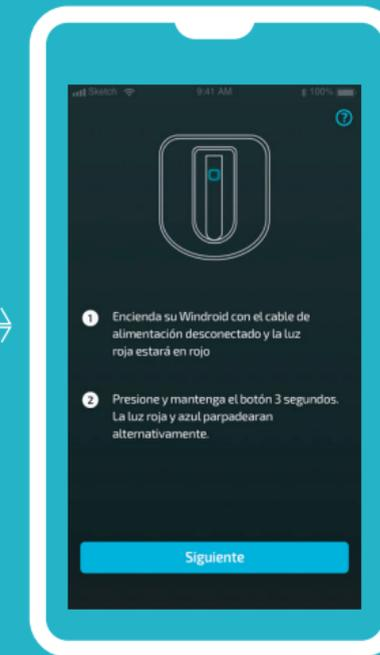 Sketch 9:41 AM 100%
?
1 Encienda su Windroid con el cable de
alimentación desconectado y la luz
roja estará en rojo
2 Presione y mantenga el botón 3 segundos.
La luz roja y azul parpadearan
alternativamente.
Siguiente